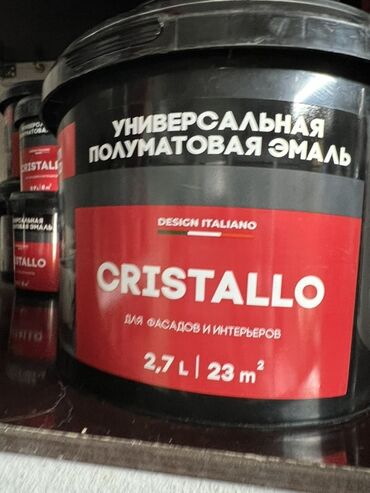 УНИВЕРСАЛЬНАЯ
ПОЛУМАТОВАЯ ЭМАЛЬ
DESIGN ITALIANO
CRISTALLO
ДЛЯ ФАСАДОВ И ИНТЕРЬЕРОВ
2,7 L | 23 m²